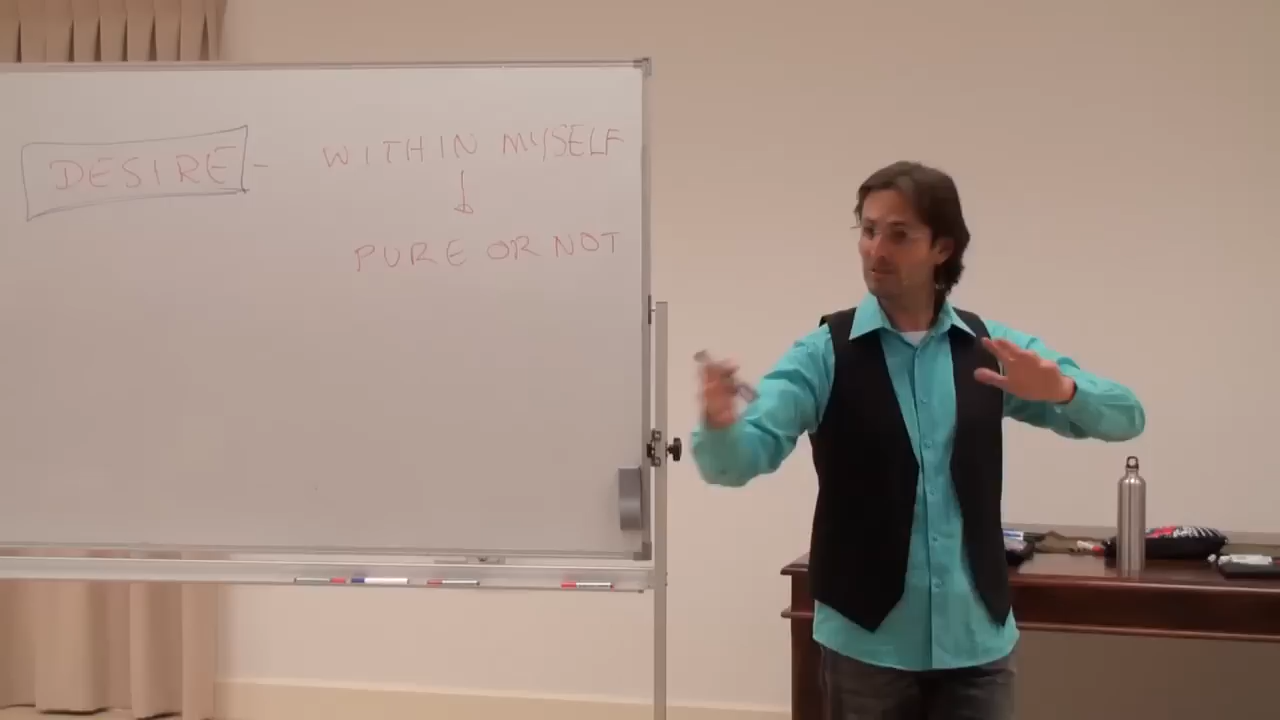 DESIRE - WITHIN MYSELF
↓
PURE OR NOT